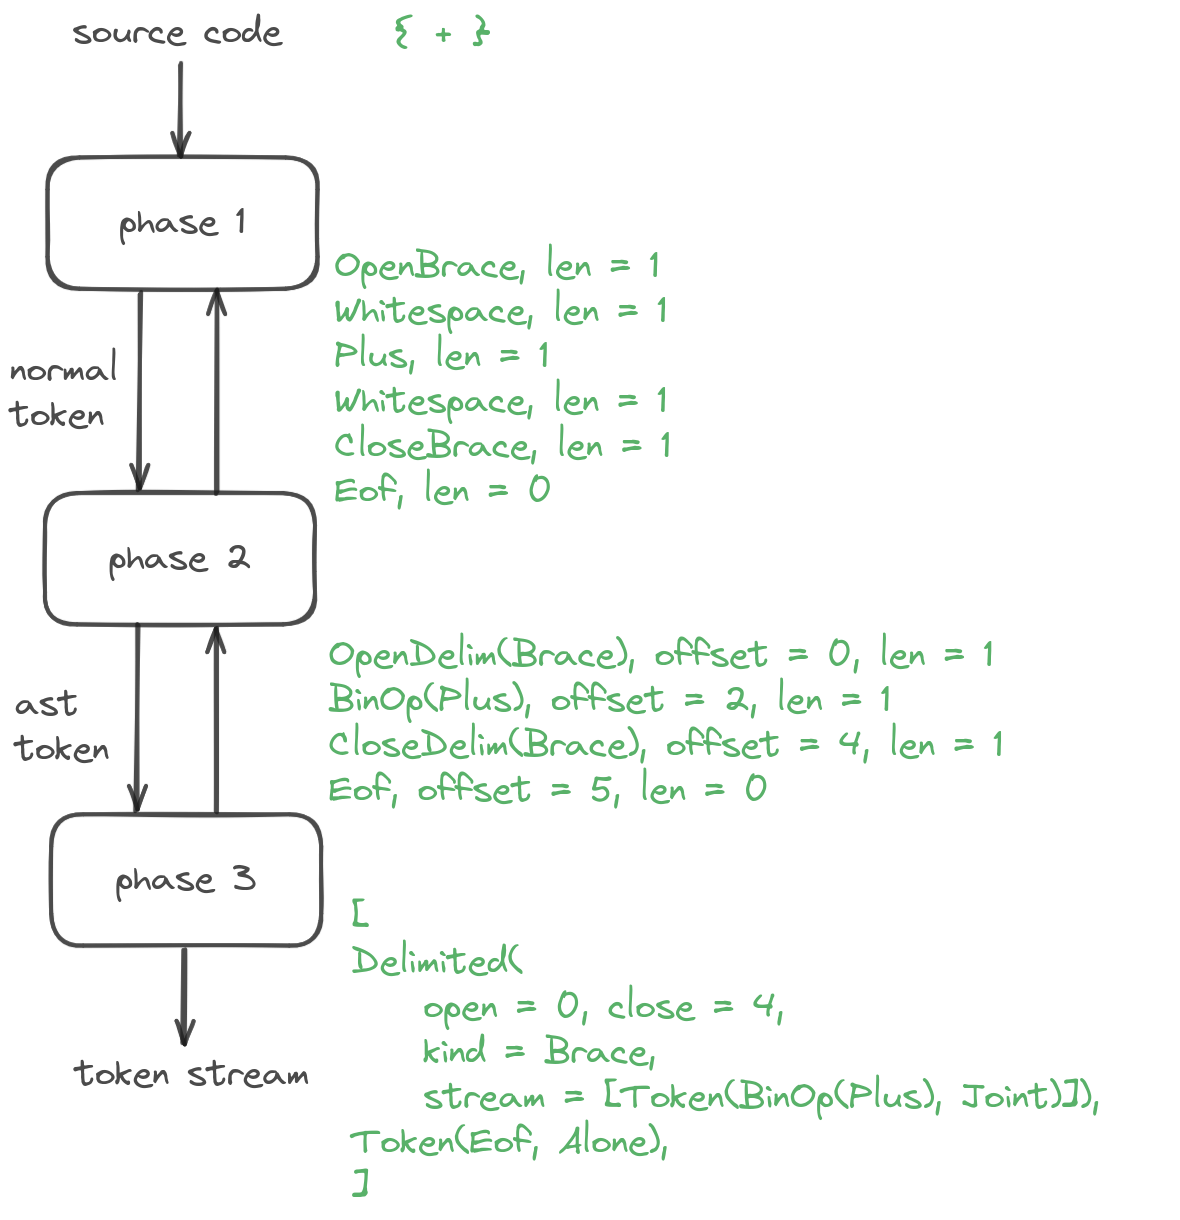 source code
{ + }
phase 1
OpenBrace, len = 1
Whitespace, len = 1
Plus, len = 1
Whitespace, len = 1
CloseBrace, len = 1
Eof, len = 0
normal
token
phase 2
OpenDelim(Brace), offset = 0, len = 1
BinOp(Plus), offset = 2, len = 1
CloseDelim(Brace), offset = 4, len = 1
Eof, offset = 5, len = 0
ast
token
phase 3
[
Delimited(
open = 0, close = 4,
kind = Brace,
stream = [Token(BinOp(Plus), Joint)]),
Token(Eof, Alone),
]
token stream